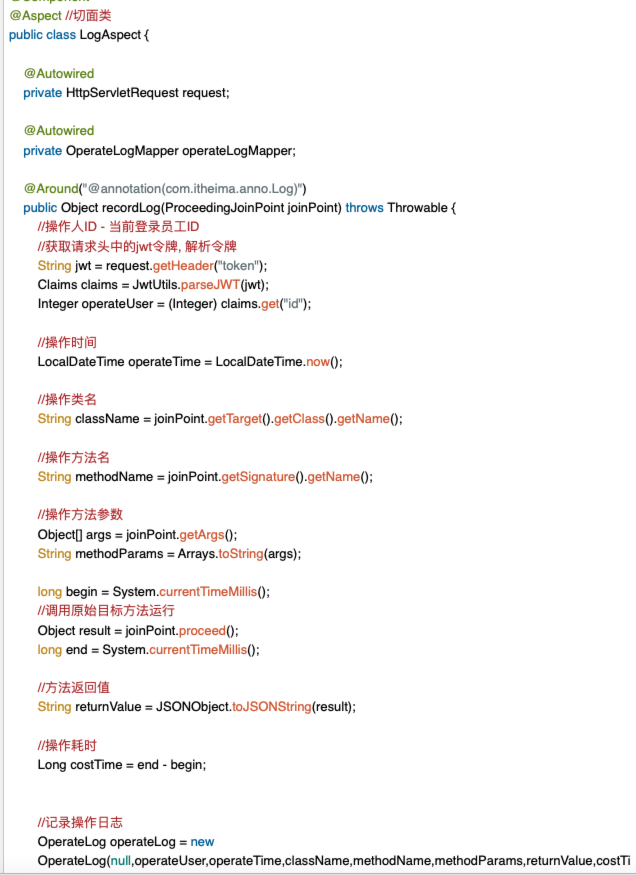 @Component
@Aspect //切面类
public class LogAspect {
@Autowired
private HttpServletRequest request;
@Autowired
private OperateLogMapper operateLogMapper;
@Around("@annotation(com.itheima.anno.Log)")
public Object recordLog(ProceedingJoinPoint joinPoint) throws Throwable {
//操作人ID - 当前登录员工ID
//获取请求头中的jwt令牌, 解析令牌
String jwt = request.getHeader("token");
Claims claims = JwtUtils.parseJWT(jwt);
Integer operateUser = (Integer) claims.get("id");
//操作时间
LocalDateTime operateTime = LocalDateTime.now();
//操作类名
String className = joinPoint.getTarget().getClass().getName();
//操作方法名
String methodName = joinPoint.getSignature().getName();
//操作方法参数
Object[] args = joinPoint.getArgs();
String methodParams = Arrays.toString(args);
long begin = System.currentTimeMillis();
//调用原始目标方法运行
Object result = joinPoint.proceed();
long end = System.currentTimeMillis();
//方法返回值
String returnValue = JSONObject.toJSONString(result);
//操作耗时
Long costTime = end - begin;
//记录操作日志
OperateLog operateLog = new
OperateLog(null,operateUser,operateTime,className,methodName,methodParams,returnValue,costTi